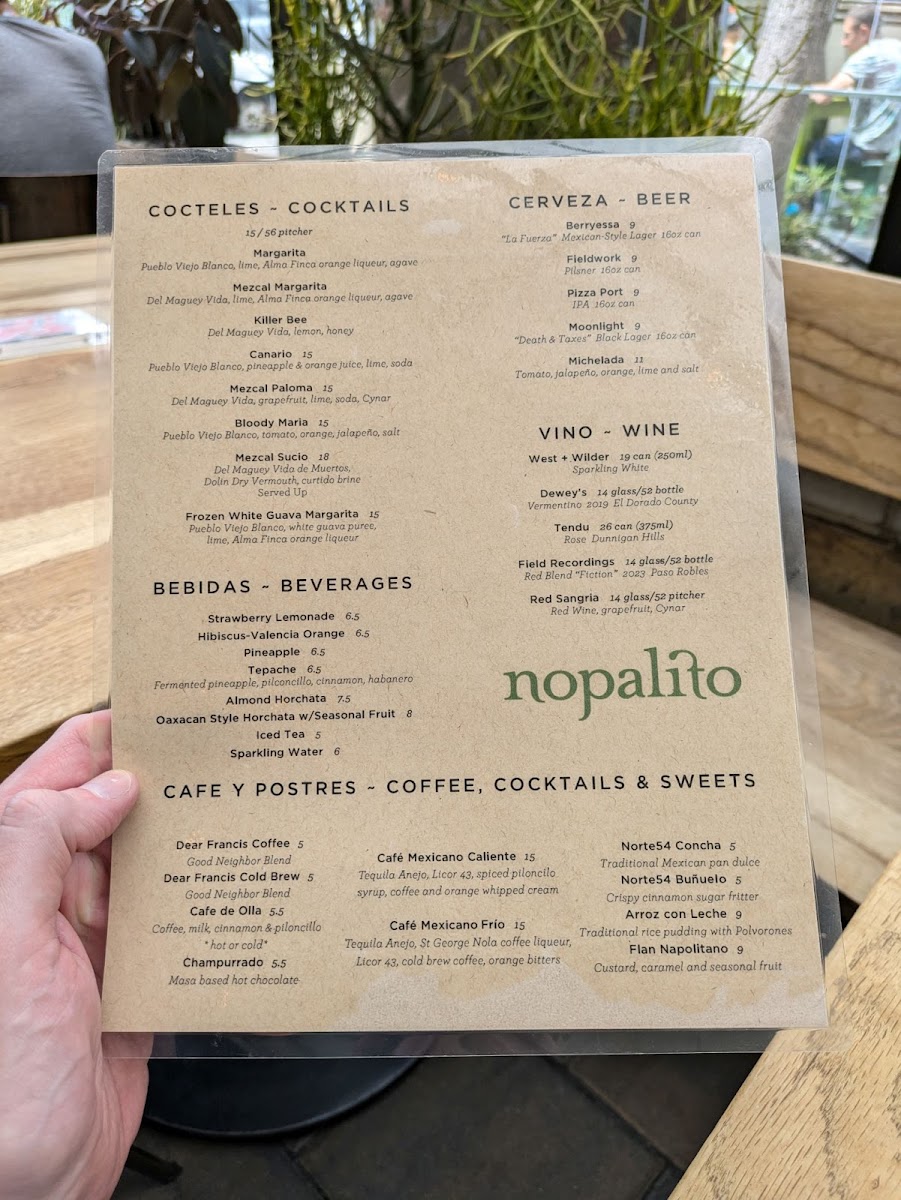 COCTELES ~ COCKTAILS
15 / 56 pitcher
Margarita
Pueblo Viejo Blanco, lime, Alma Finca orange liqueur, agave
Mezcal Margarita
Del Maguey Vida, lime, Alma Finca orange liqueur, agave
Killer Bee
Del Maguey Vida, lemon, honey
Canario 15
Pueblo Viejo Blanco, pineapple & orange juice, lime, soda
Mezcal Paloma 15
Del Maguey Vida, grapefruit, lime, soda, Cynar
Bloody Maria 15
Pueblo Viejo Blanco, tomato, orange, jalapeño, salt
Mezcal Sucio 18
Del Maguey Vida de Muertos,
Dolin Dry Vermouth, curtido brine
Served Up
Frozen White Guava Margarita 15
Pueblo Viejo Blanco, white guava puree,
lime, Alma Finca orange liqueur
BEBIDAS ~ BEVERAGES
Strawberry Lemonade 6.5
Hibiscus-Valencia Orange 6.5
Pineapple 6.5
Tepache 6.5
Fermented pineapple, pilconcillo, cinnamon, habanero
Almond Horchata 7.5
Oaxacan Style Horchata w/Seasonal Fruit 8
Iced Tea 5
Sparkling Water 6
CERVEZA ~ BEER
Berryessa 9
"La Fuerza" Mexican-Style Lager 16oz can
Fieldwork 9
Pilsner 16oz can
Pizza Port 9
IPA 16oz can
Moonlight 9
"Death & Taxes" Black Lager 16oz can
Michelada 11
Tomato, jalapeño, orange, lime and salt
VINO ~ WINE
West + Wilder 19 can (250ml)
Sparkling White
Dewey's 14 glass/52 bottle
Vermentino 2019 El Dorado County
Tendu 26 can (375ml)
Rose Dunnigan Hills
Field Recordings 14 glass/52 bottle
Red Blend "Fiction" 2023 Paso Robles
Red Sangria 14 glass/52 pitcher
Red Wine, grapefruit, Cynar
nopalito
CAFE Y POSTRES ~ COFFEE, COCKTAILS & SWEETS
Dear Francis Coffee 5
Good Neighbor Blend
Dear Francis Cold Brew 5
Good Neighbor Blend
Cafe de Olla 5.5
Coffee, milk, cinnamon & piloncillo
*hot or cold*
Champurrado 5.5
Masa based hot chocolate
Café Mexicano Caliente 15
Tequila Anejo, Licor 43, spiced piloncilo
syrup, coffee and orange whipped cream
Café Mexicano Frío 15
Tequila Anejo, St George Nola coffee liqueur,
Licor 43, cold brew coffee, orange bitters
Norte54 Concha 5
Traditional Mexican pan dulce
Norte54 Buñuelo 5
Crispy cinnamon sugar fritter
Arroz con Leche 9
Traditional rice pudding with Polvorones
Flan Napolitano 9
Custard, caramel and seasonal fruit